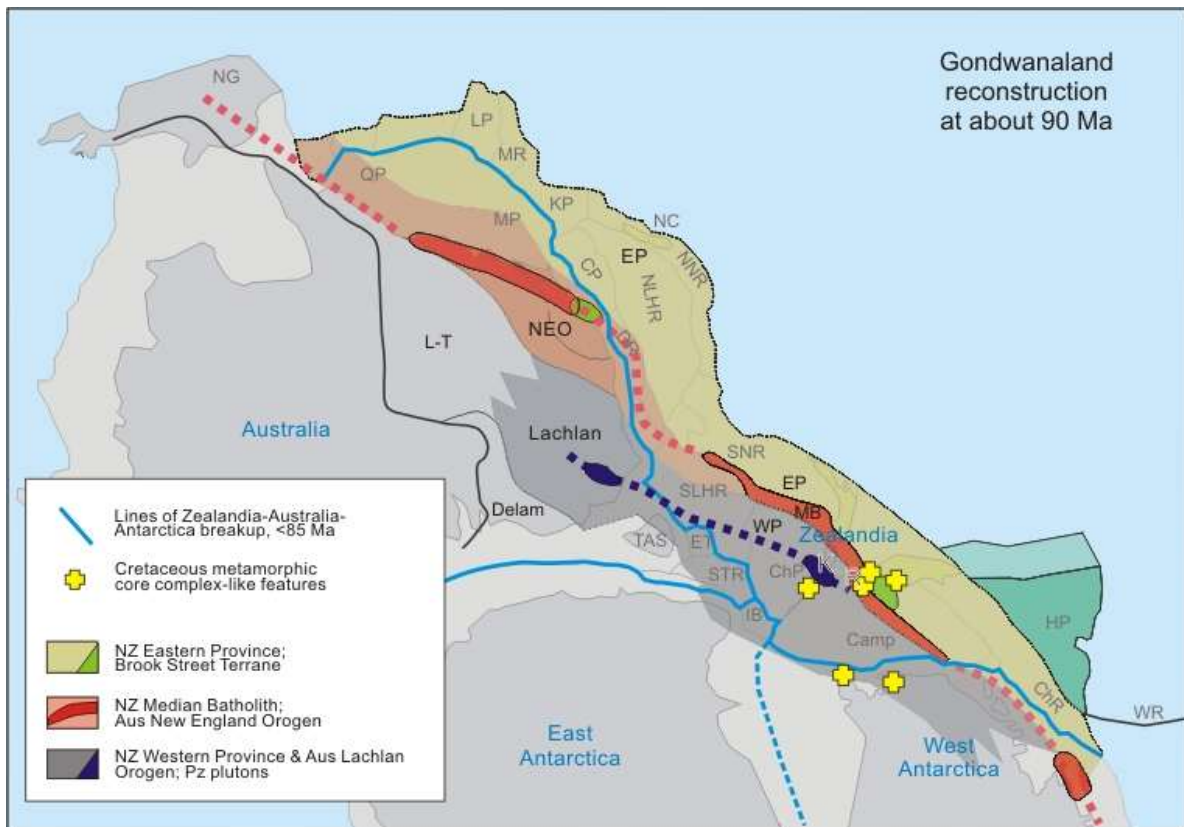 Gondwanaland
reconstruction
at about 90 Ma
NG
LP
MR
QP
KP
MP
NC
EP
CP
NNR
NLHR
NEO
DR
L-T
Lachlan
Australia
SNR
EP
SLHR
MB
WP
Zealandia
Delam
TAS
ET
ChP
STR
HP
IB
Camp
ChR
WR
East
Antarctica
West
Antarctica
Lines of Zealandia-Australia-
Antarctica breakup, <85 Ma
Cretaceous metamorphic
core complex-like features
NZ Eastern Province;
Brook Street Terrane
NZ Median Batholith;
Aus New England Orogen
NZ Western Province & Aus Lachlan
Orogen; Pz plutons